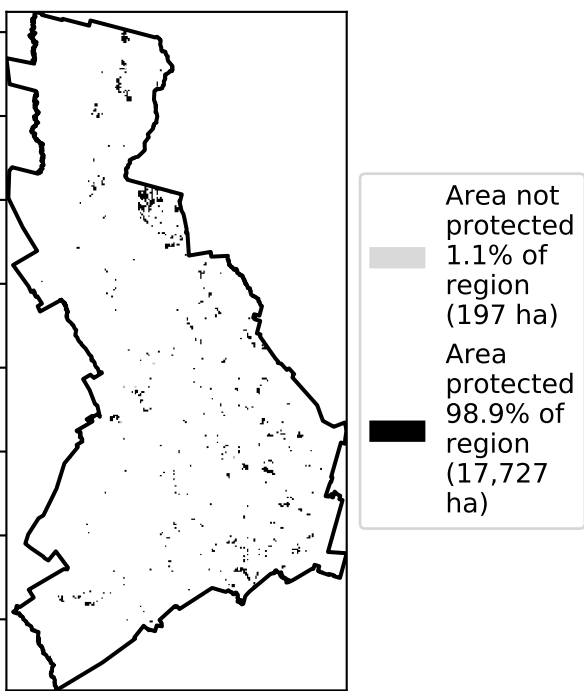 Area not
protected
1.1% of
region
(197 ha)
Area
protected
98.9% of
region
(17,727
ha)